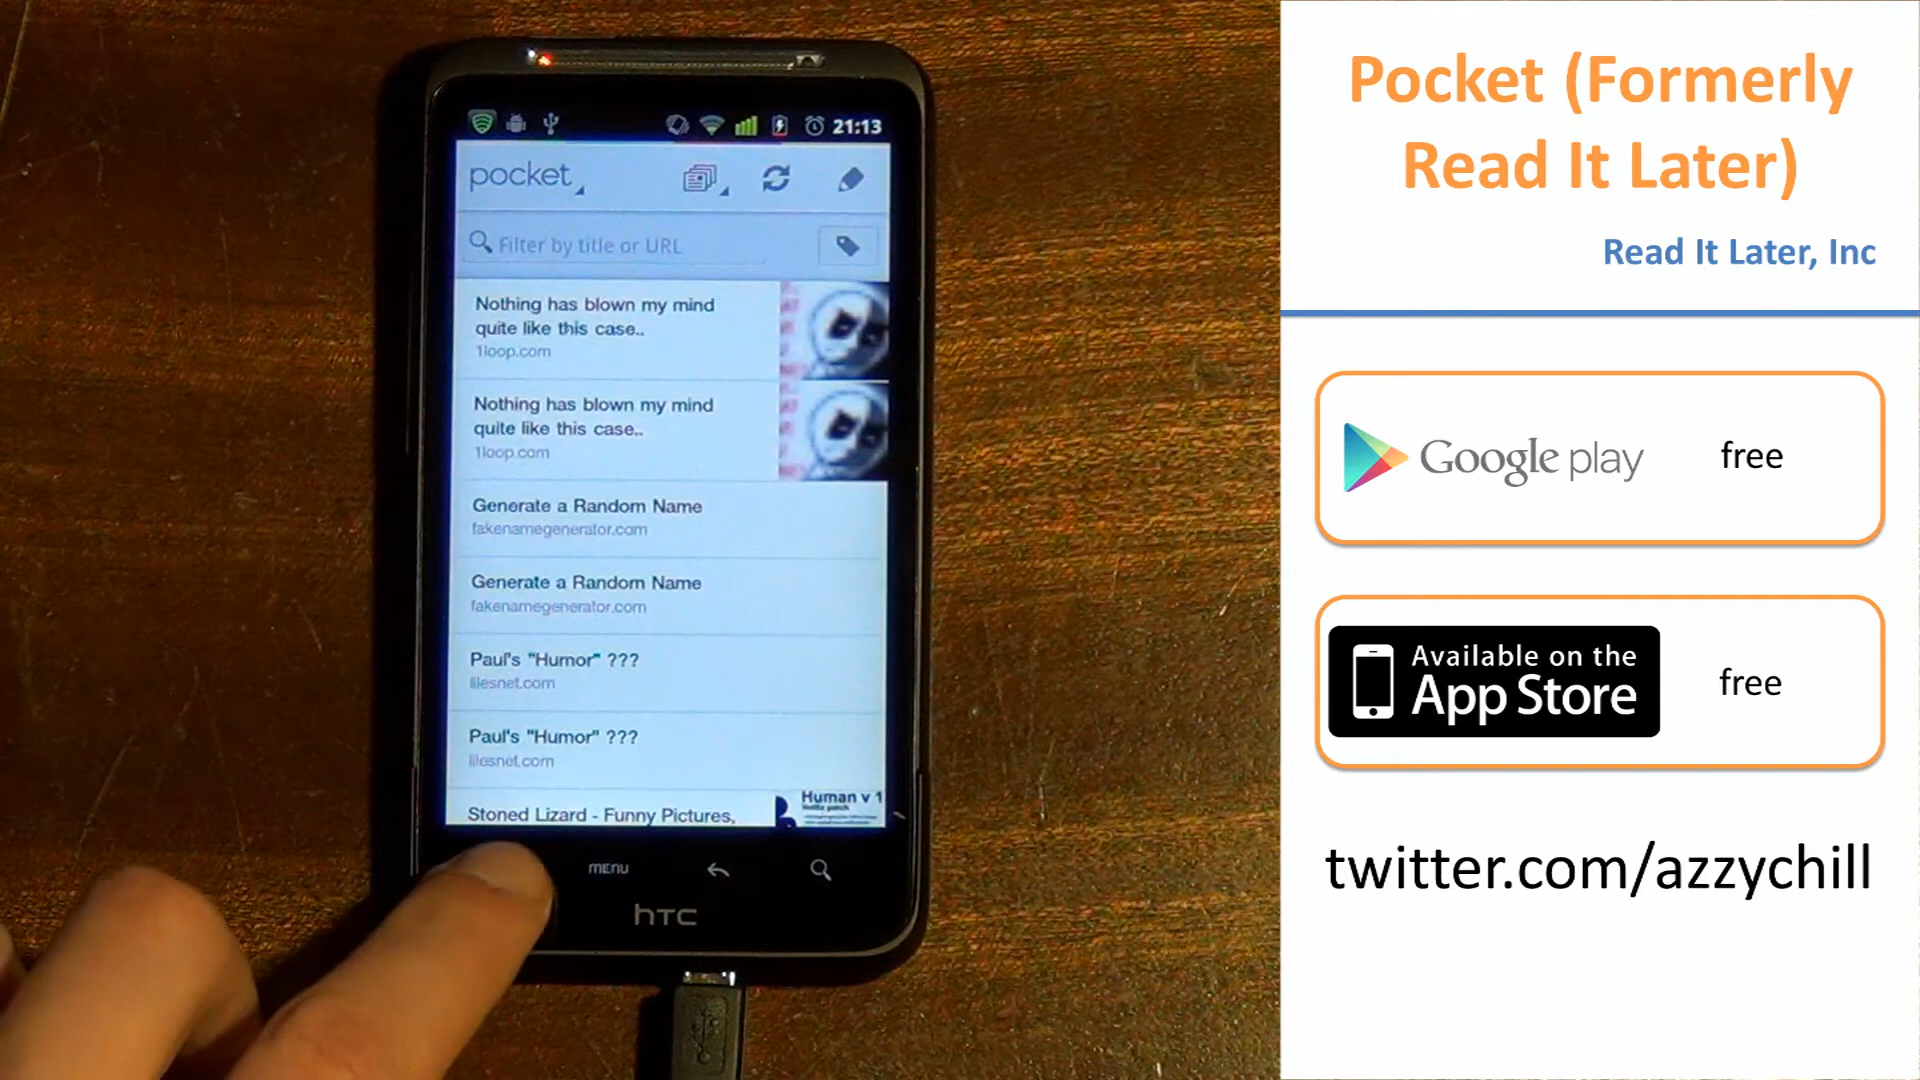 21:13
pocket
Filter by title or URL
Nothing has blown my mind
quite like this case..
1loop.com
Nothing has blown my mind
quite like this case..
1loop.com
Generate a Random Name
fakenamegenerator.com
Generate a Random Name
fakenamegenerator.com
Paul's "Humor" ???
lilesnet.com
Paul's "Humor" ???
lilesnet.com
Stoned Lizard - Funny Pictures,
Human v 1
MENU
hTC
Pocket (Formerly
Read It Later)
Read It Later, Inc
Google play
free
Available on the
App Store
free
twitter.com/azzychill